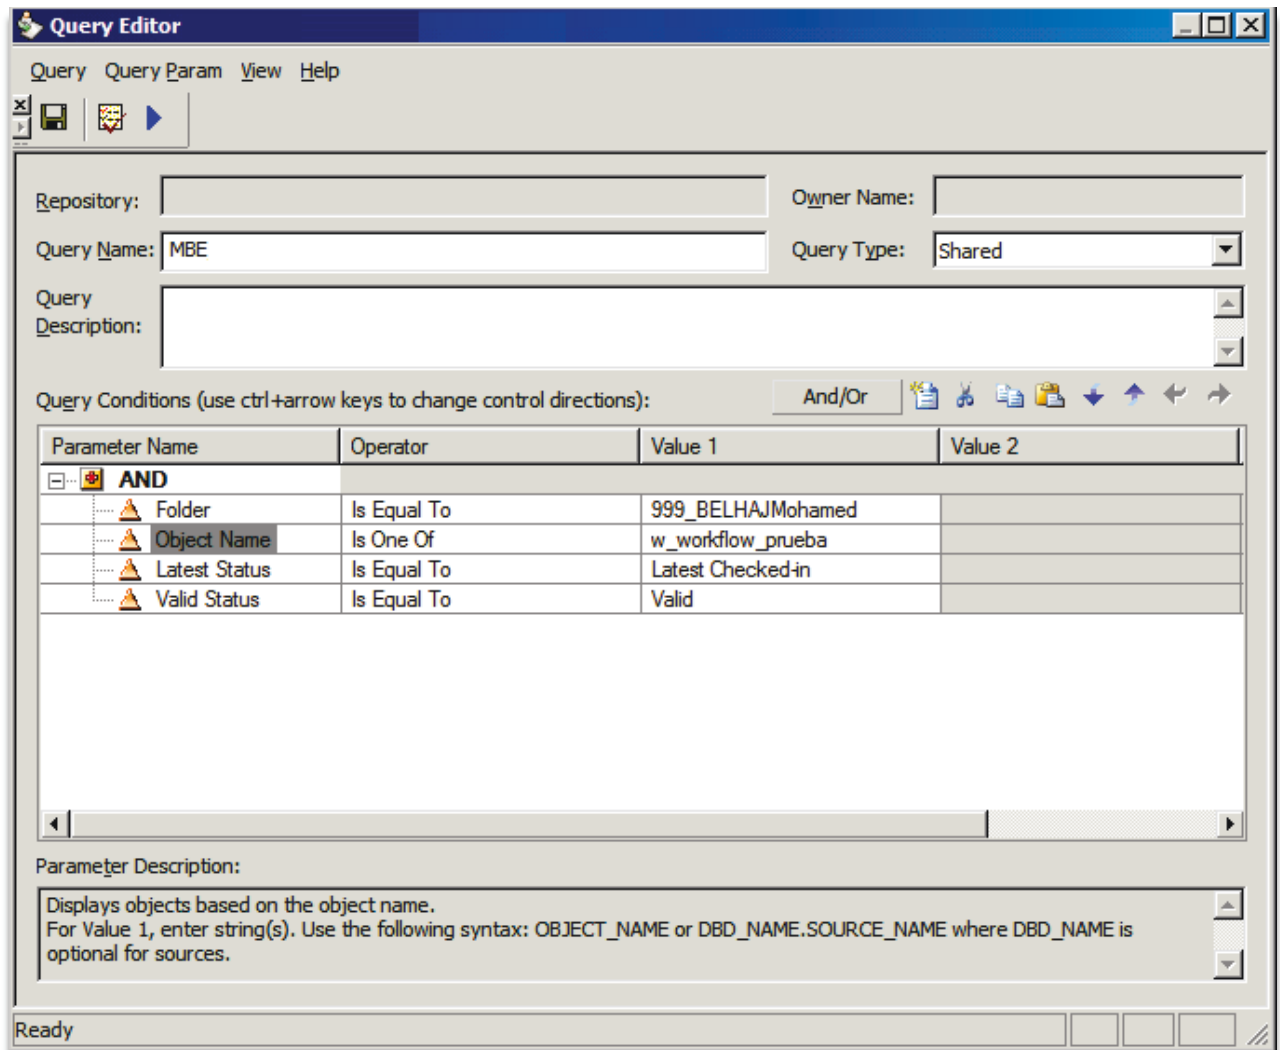 Query Editor
Query Query Param View Help
Repository: Owner Name:
Query Name: MBE Query Type: Shared
Query
Description:
Query Conditions (use ctrl+arrow keys to change control directions): And/Or
Parameter Name Operator Value 1 Value 2
AND
Folder Is Equal To 999_BELHAJMohamed
Object Name Is One Of w_workflow_prueba
Latest Status Is Equal To Latest Checked-in
Valid Status Is Equal To Valid
Parameter Description:
Displays objects based on the object name.
For Value 1, enter string(s). Use the following syntax: OBJECT_NAME or DBD_NAME.SOURCE_NAME where DBD_NAME is
optional for sources.
Ready